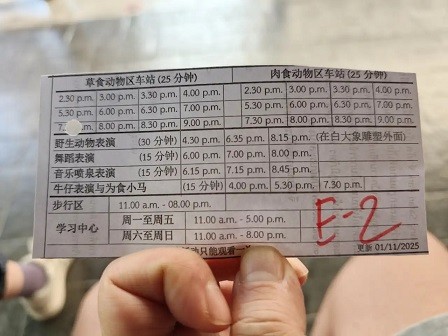 草食动物区车站 (25 分钟) 肉食动物区车站 (25 分钟)
2.30 p.m. 3.00 p.m. 3.30 p.m. 4.00 p.m. 2.30 p.m. 3.00 p.m. 3.30 p.m. 4.00 p.m.
5.30 p.m. 6.00 p.m. 6.30 p.m. 7.00 p.m. 5.30 p.m. 6.00 p.m. 6.30 p.m. 7.00 p.m.
p.m. 8.00 p.m. 8.30 p.m. 9.00 p.m. 7.30 p.m. 8.00 p.m. 8.30 p.m. 9.00 p.m.
野生动物表演 (30 分钟) 4.30 p.m. 6.35 p.m. 8.15 p.m. (在白大象雕塑外面)
舞蹈表演 (15 分钟) 6.00 p.m. 7.00 p.m. 8.00 p.m.
音乐喷泉表演 (15 分钟) 6.15 p.m. 7.15 p.m. 8.45 p.m.
牛仔表演与为食小马 (15 分钟) 4.00 p.m. 5.30 p.m. 7.30 p.m.
步行区 11.00 a.m. - 08.00 p.m.
学习中心 周一至周五 11.00 a.m. - 5.00 p.m.
周六至周日 11.00 a.m. - 8.00 p.m.
E-2
动只能观看一
更新 01/11/2025